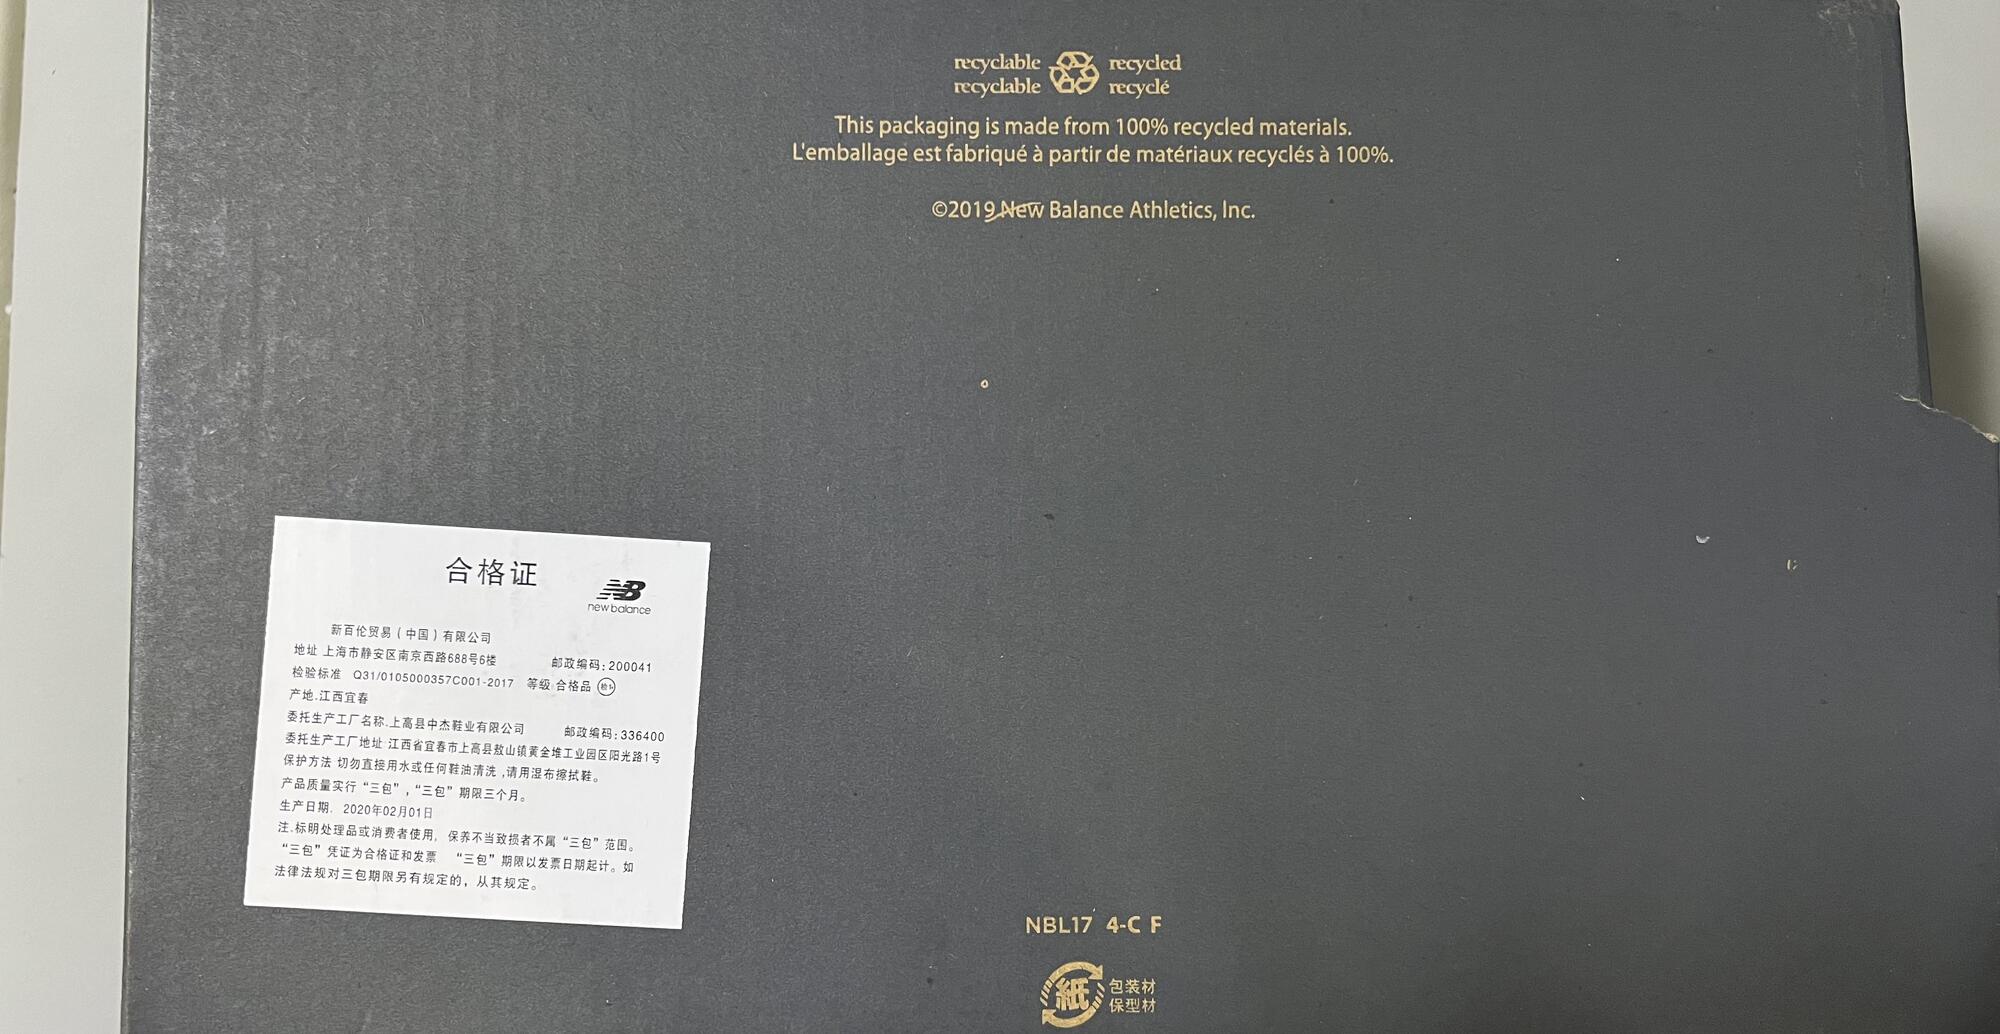 recyclable recycled
recyclable recyclé
This packaging is made from 100% recycled materials.
L'emballage est fabriqué à partir de matériaux recyclés à 100%.
©2019 New Balance Athletics, Inc.
合格证
NB
new balance
新百伦贸易(中国)有限公司
地址 上海市静安区南京西路688号6楼 邮政编码:200041
检验标准 Q31/0105000357C001-2017 等级 合格品
产地.江西宜春
委托生产工厂名称.上高县中杰鞋业有限公司 邮政编码:336400
委托生产工厂地址 江西省宜春市上高县敖山镇黄金堆工业园区阳光路1号
保护方法 切勿直接用水或任何鞋油清洗,请用湿布擦拭鞋。
产品质量实行“三包”,“三包”期限三个月。
生产日期. 2020年02月01日
注.标明处理品或消费者使用, 保养不当致损者不属“三包”范围。
“三包”凭证为合格证和发票 “三包”期限以发票日期起计。如
法律法规对三包期限另有规定的,从其规定。
NBL17 4-C F
紙 包装材
保型材